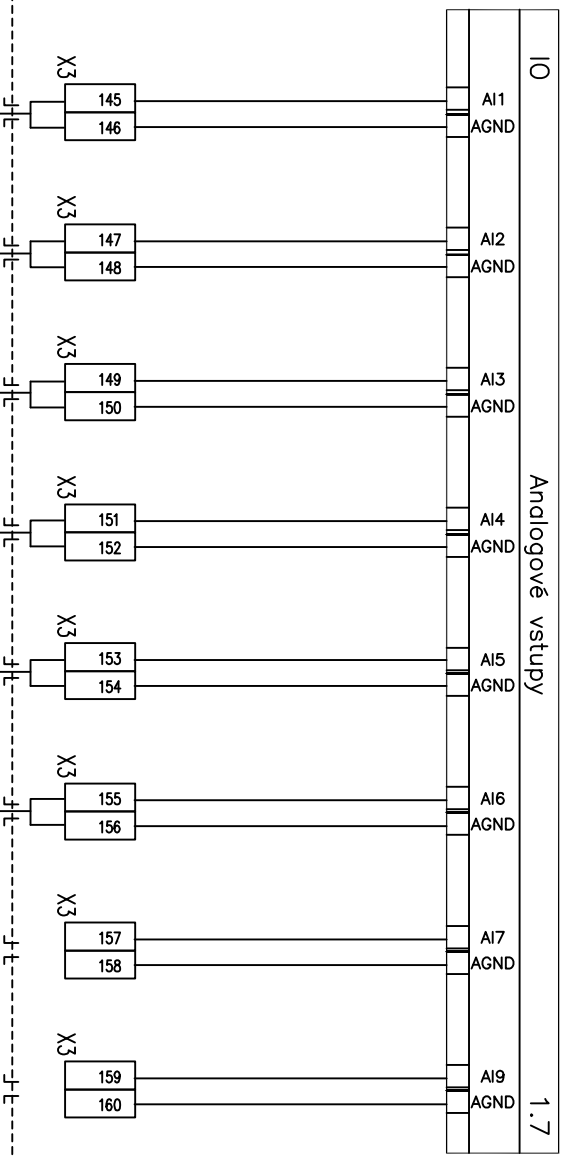 IO Analogové vstupy 1.7
X3
145 AI1
146 AGND
X3
147 AI2
148 AGND
X3
149 AI3
150 AGND
X3
151 AI4
152 AGND
X3
153 AI5
154 AGND
X3
155 AI6
156 AGND
X3
157 AI7
158 AGND
X3
159 AI9
160 AGND